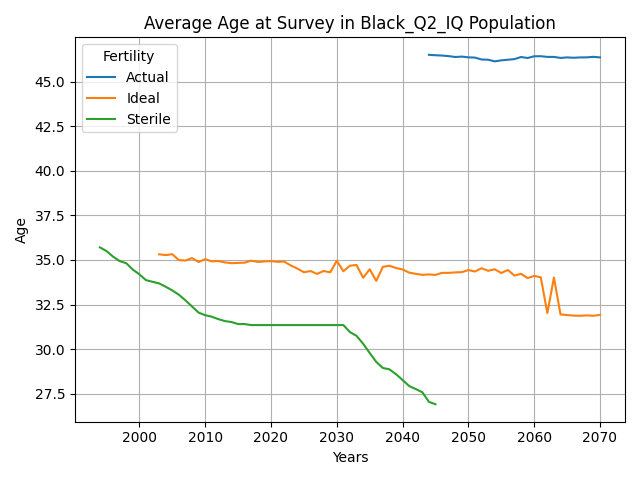 Average Age at Survey in Black_Q2_IQ Population
Fertility
Actual
Ideal
Sterile
45.0
42.5
40.0
37.5
35.0
32.5
30.0
27.5
Age
2000 2010 2020 2030 2040 2050 2060 2070
Years